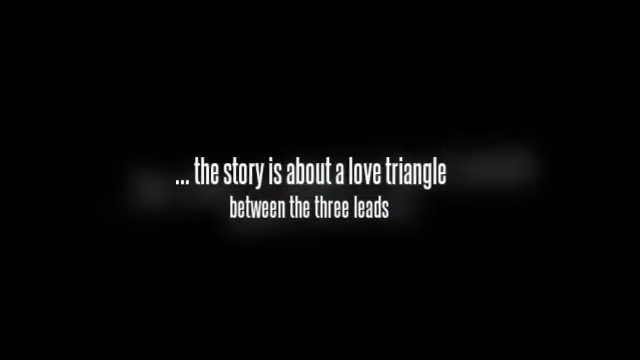 ... the story is about a love triangle
between the three leads